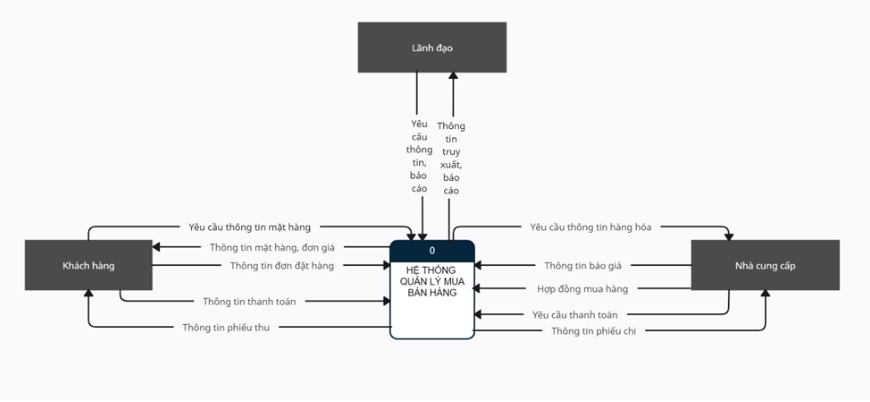 Lãnh đạo
Yêu
cầu
thông
tin,
báo
cáo
Thông
tin
truy
xuất,
báo
cáo
Yêu cầu thông tin mặt hàng
Yêu cầu thông tin hàng hóa
Thông tin mặt hàng, đơn giá
0
Khách hàng
Thông tin đơn đặt hàng
HỆ THỐNG
QUẢN LÝ MUA
BÁN HÀNG
Thông tin báo giá
Nhà cung cấp
Hợp đồng mua hàng
Thông tin thanh toán
Yêu cầu thanh toán
Thông tin phiếu thu
Thông tin phiếu chi